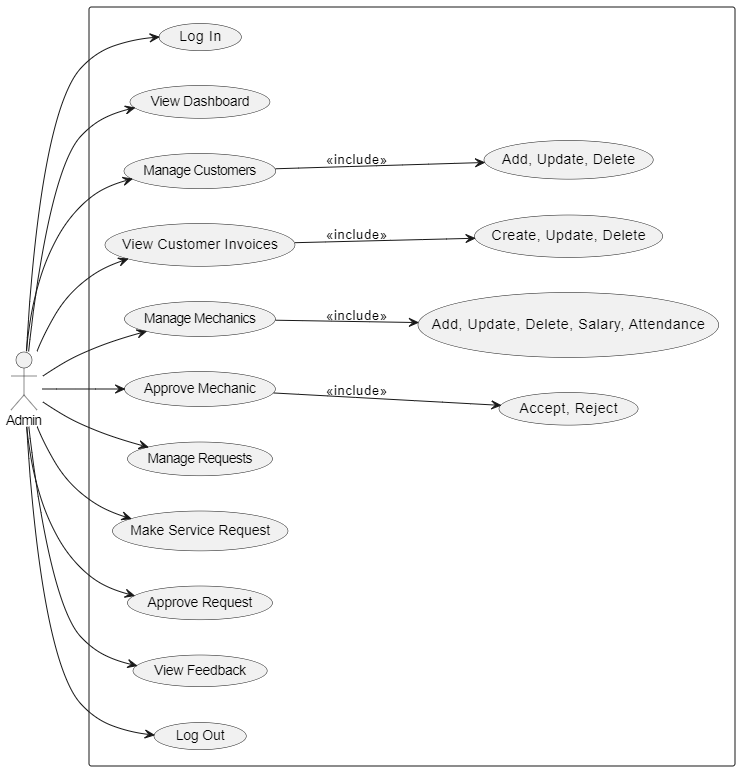 Log In
View Dashboard
Manage Customers
«include»
Add, Update, Delete
View Customer Invoices
«include»
Create, Update, Delete
Manage Mechanics
«include»
Add, Update, Delete, Salary, Attendance
Admin
Approve Mechanic
«include»
Accept, Reject
Manage Requests
Make Service Request
Approve Request
View Feedback
Log Out